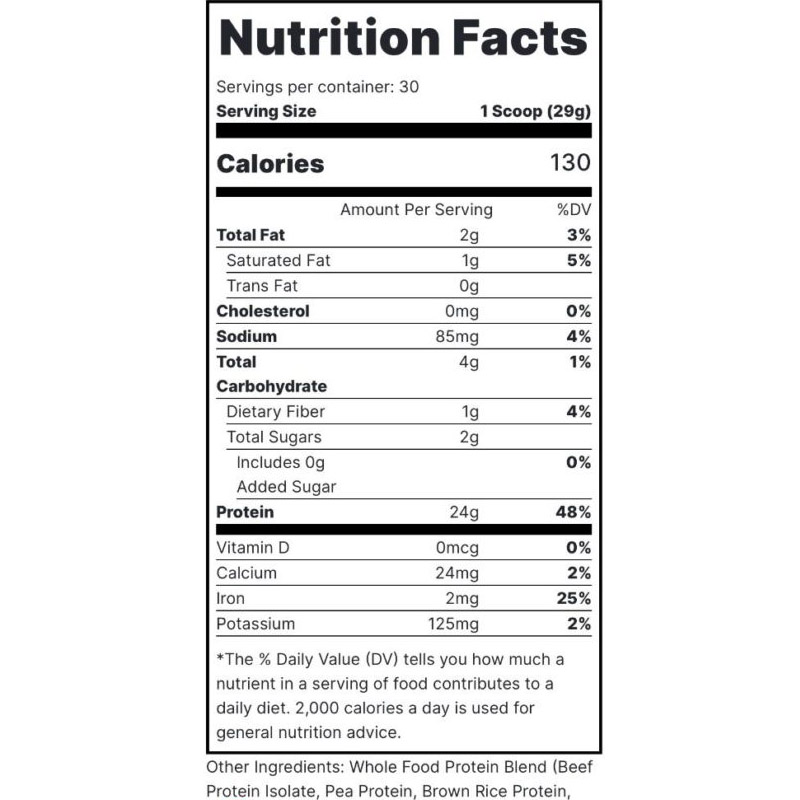 Nutrition Facts
Servings per container: 30
Serving Size 1 Scoop (29g)
Calories 130
Amount Per Serving %DV
Total Fat 2g 3%
Saturated Fat 1g 5%
Trans Fat 0g
Cholesterol 0mg 0%
Sodium 85mg 4%
Total 4g 1%
Carbohydrate
Dietary Fiber 1g 4%
Total Sugars 2g
Includes 0g 0%
Added Sugar
Protein 24g 48%
Vitamin D 0mcg 0%
Calcium 24mg 2%
Iron 2mg 25%
Potassium 125mg 2%
*The % Daily Value (DV) tells you how much a
nutrient in a serving of food contributes to a
daily diet. 2,000 calories a day is used for
general nutrition advice.
Other Ingredients: Whole Food Protein Blend (Beef
Protein Isolate, Pea Protein, Brown Rice Protein,